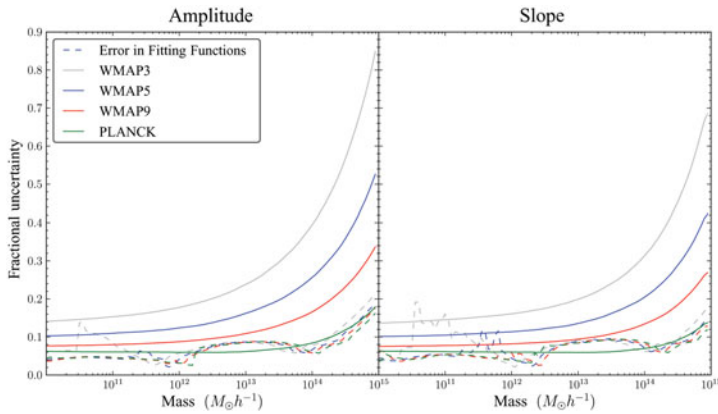 Amplitude Slope
0.9
0.8
0.7
0.6
0.5
0.4
0.3
0.2
0.1
0.0
Fractional uncertainty
Error in Fitting Functions
WMAP3
WMAP5
WMAP9
PLANCK
10¹¹ 10¹² 10¹³ 10¹⁴ 10¹⁵ 10¹¹ 10¹² 10¹³ 10¹⁴ 10¹⁵
Mass (M⊙h⁻¹) Mass (M⊙h⁻¹)